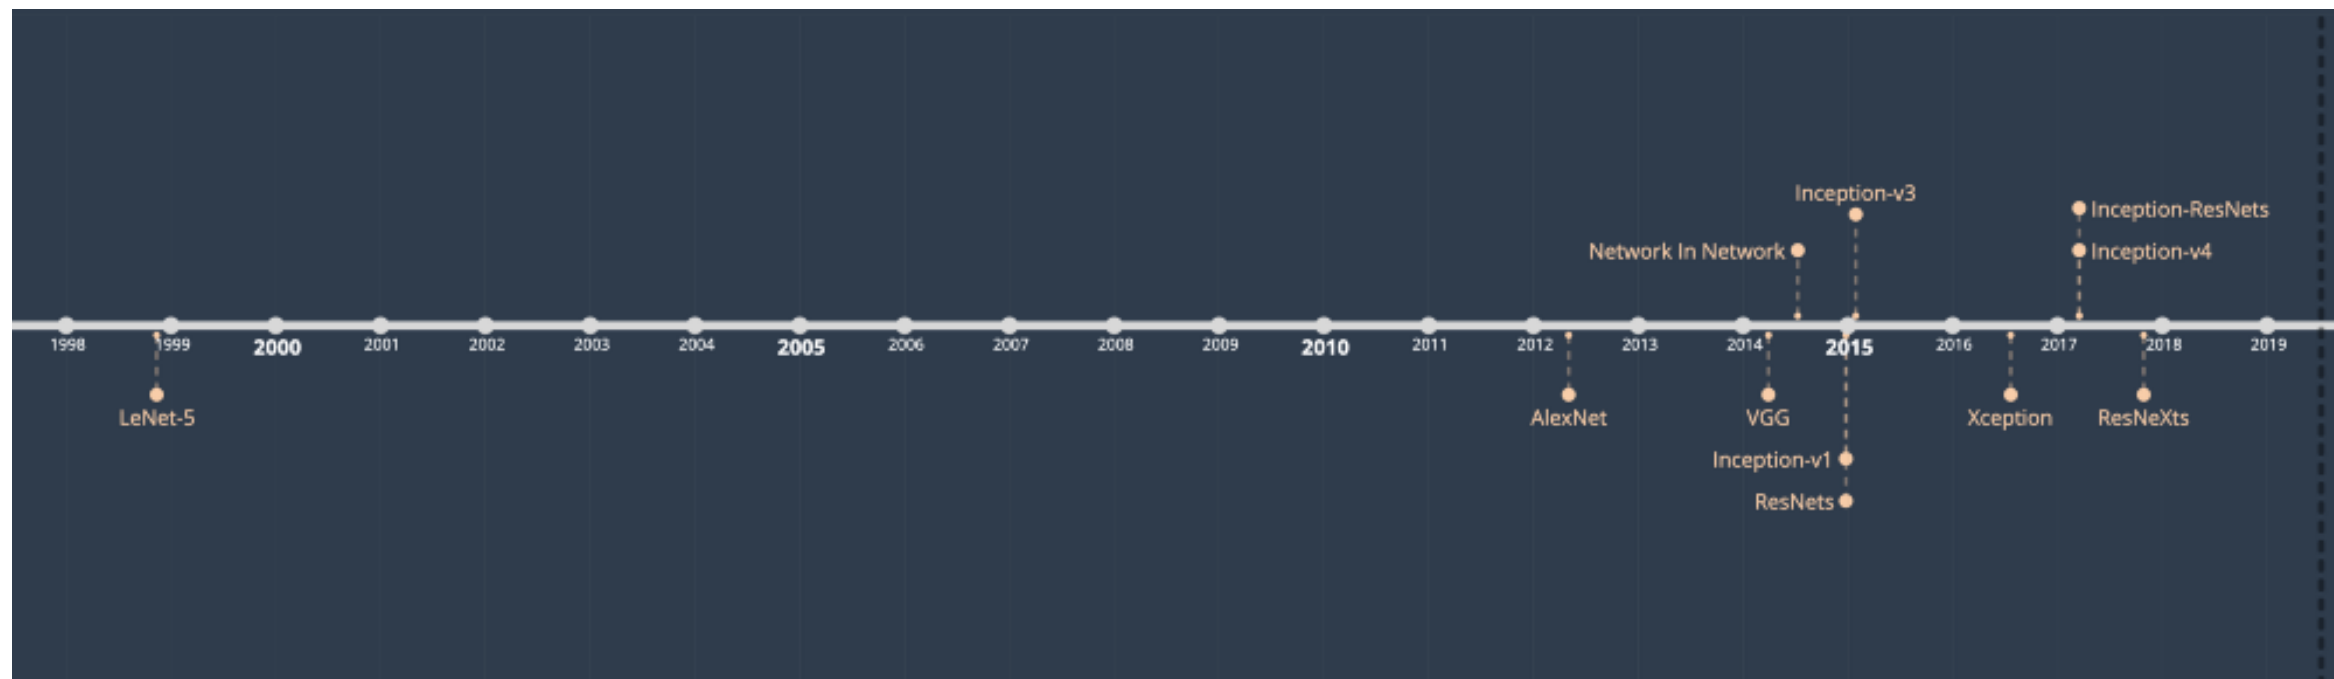 Inception-v3
Inception-ResNets
Network In Network
Inception-v4
1998 1999 2000 2001 2002 2003 2004 2005 2006 2007 2008 2009 2010 2011 2012 2013 2014 2015 2016 2017 2018 2019
LeNet-5 AlexNet VGG Xception ResNeXts
Inception-v1
ResNets